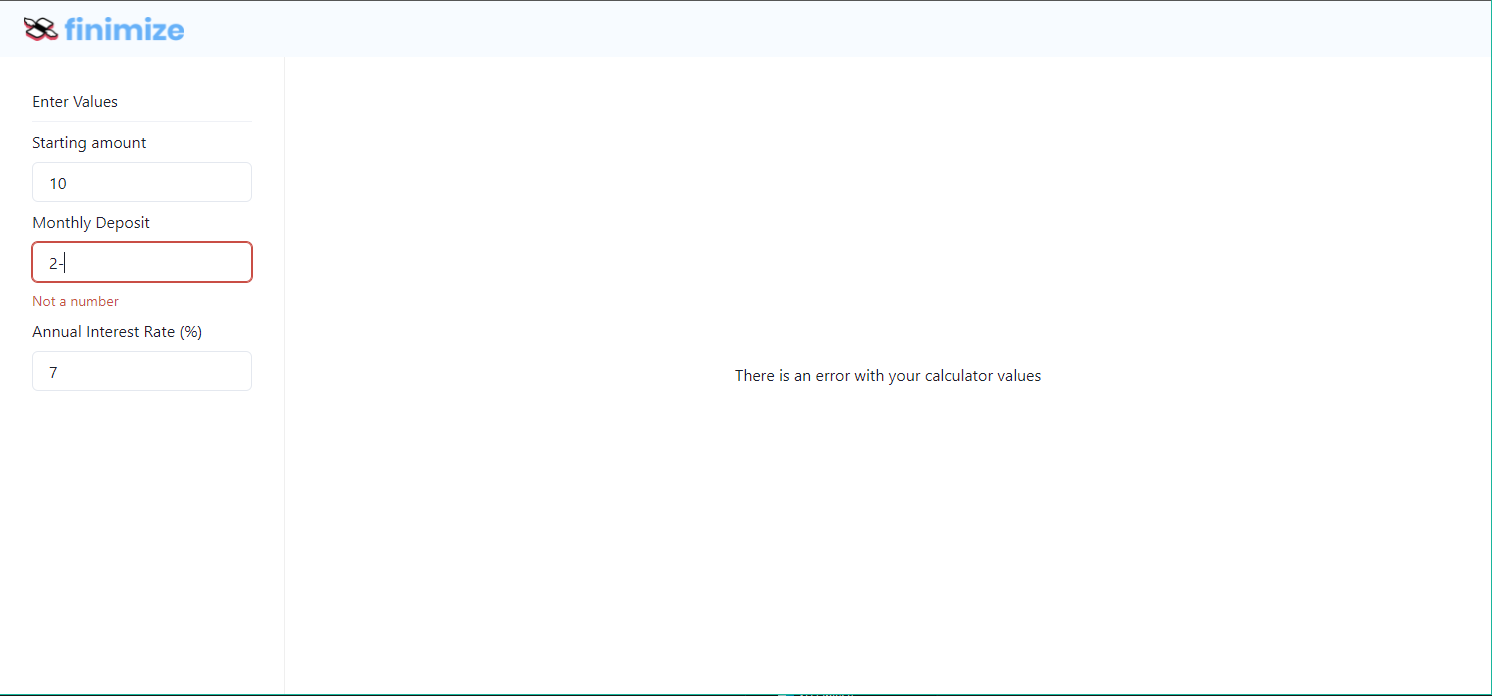 finimize
Enter Values
Starting amount
10
Monthly Deposit
2-
Not a number
Annual Interest Rate (%)
7
There is an error with your calculator values